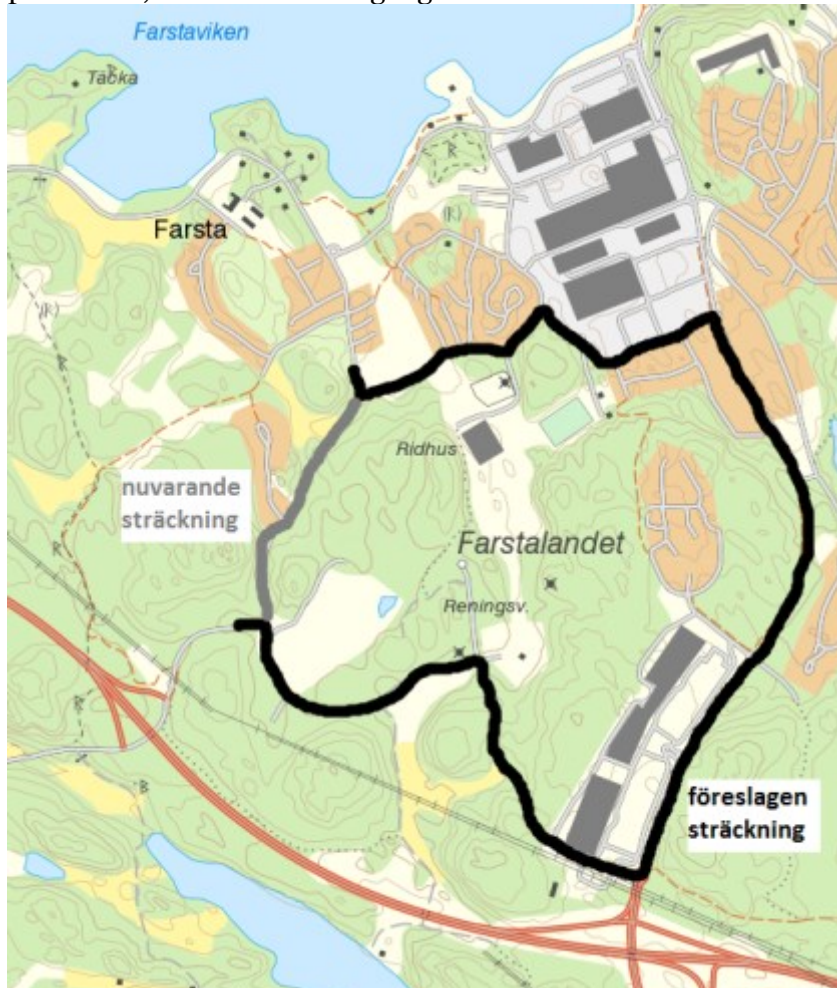 Farstaviken
Täcka
Farsta
Ridhus
nuvarande
sträckning
Farstalandet
Reningsv.
föreslagen
sträckning